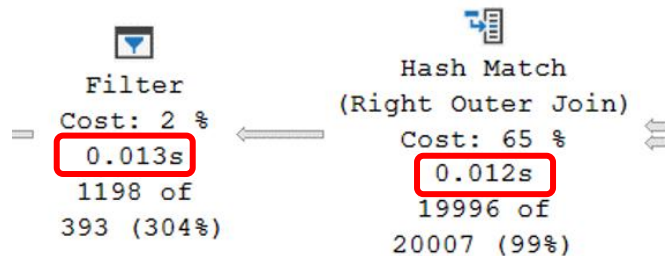 Filter
Cost: 2 %
0.013s
1198 of
393 (304%)
Hash Match
(Right Outer Join)
Cost: 65 %
0.012s
19996 of
20007 (99%)